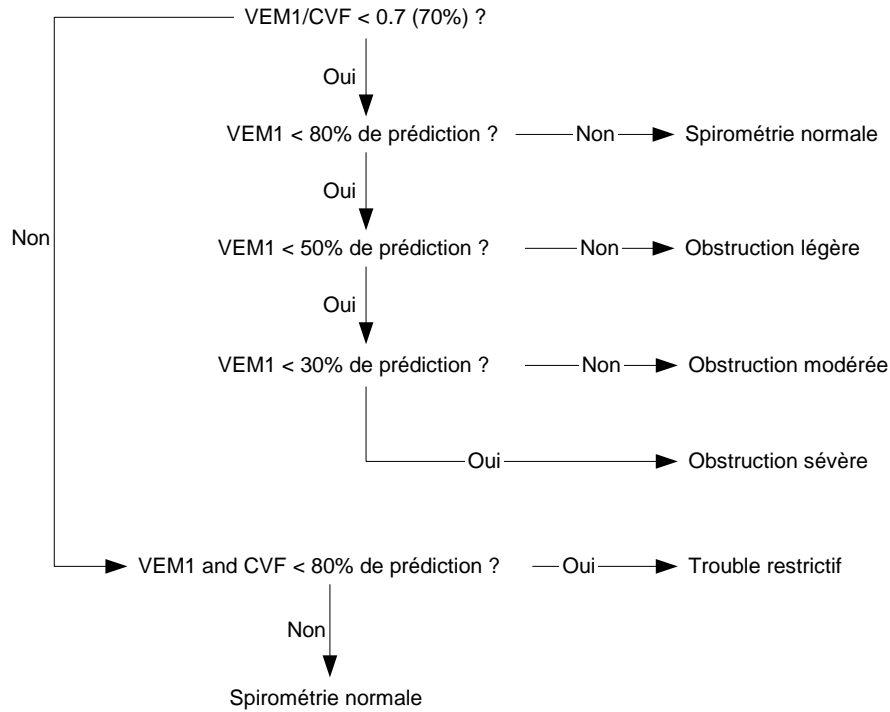 VEM1/CVF < 0.7 (70%) ?
Oui
VEM1 < 80% de prédiction ?
Non
Spirométrie normale
Oui
Non
VEM1 < 50% de prédiction ?
Non
Obstruction légère
Oui
VEM1 < 30% de prédiction ?
Non
Obstruction modérée
Oui
Obstruction sévère
VEM1 and CVF < 80% de prédiction ?
Oui
Trouble restrictif
Non
Spirométrie normale